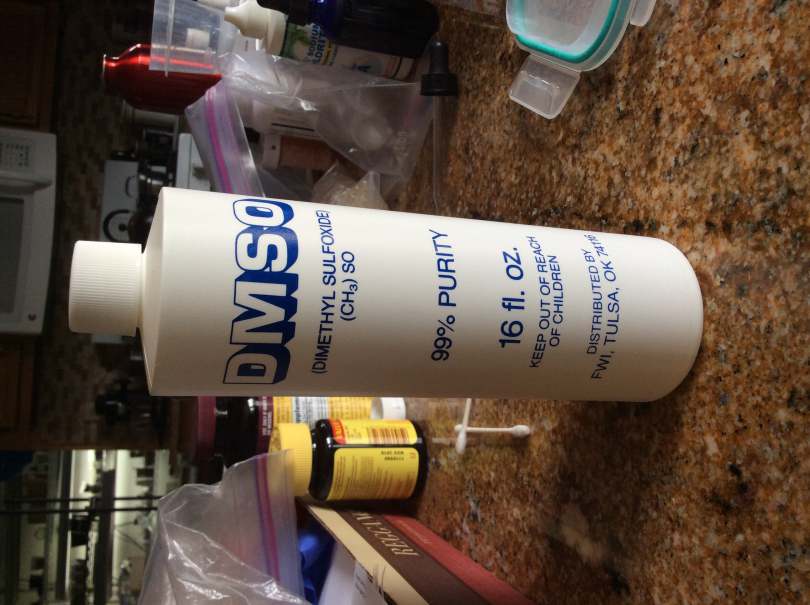 DMSO
(DIMETHYL SULFOXIDE)
(CH₃) SO
99% PURITY
16 fl. oz.
KEEP OUT OF REACH
OF CHILDREN
DISTRIBUTED BY
FWI, TULSA, OK 74116